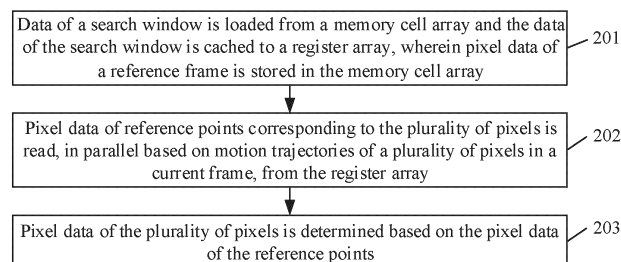 Data of a search window is loaded from a memory cell array and the data
of the search window is cached to a register array, wherein pixel data of
a reference frame is stored in the memory cell array
201
Pixel data of reference points corresponding to the plurality of pixels is
read, in parallel based on motion trajectories of a plurality of pixels in a
current frame, from the register array
202
Pixel data of the plurality of pixels is determined based on the pixel data
of the reference points
203